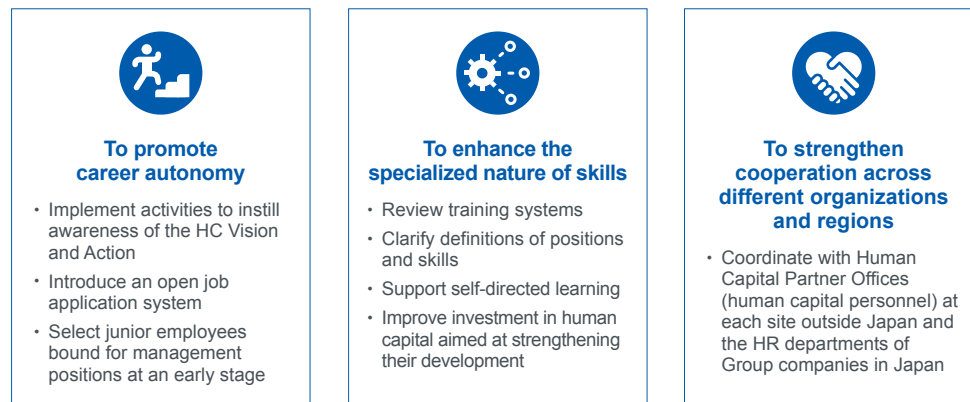 To promote
career autonomy
・Implement activities to instill
awareness of the HC Vision
and Action
・Introduce an open job
application system
・Select junior employees
bound for management
positions at an early stage
To enhance the
specialized nature of skills
・Review training systems
・Clarify definitions of positions
and skills
・Support self-directed learning
・Improve investment in human
capital aimed at strengthening
their development
To strengthen
cooperation across
different organizations
and regions
・Coordinate with Human
Capital Partner Offices
(human capital personnel) at
each site outside Japan and
the HR departments of
Group companies in Japan